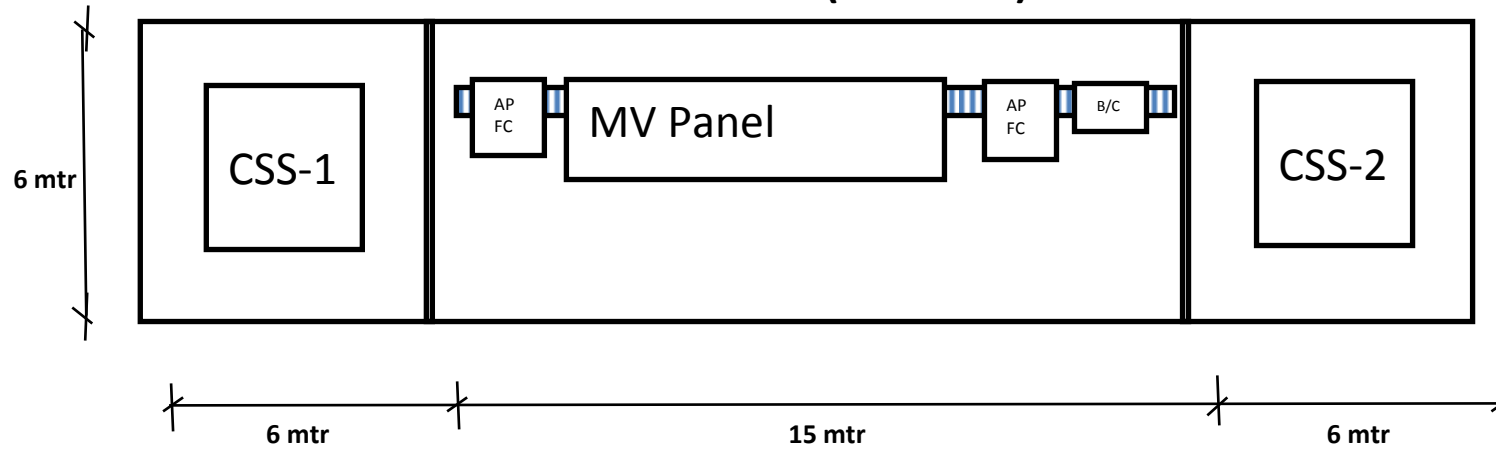 6 mtr
CSS-1
AP
FC
MV Panel
AP
FC
B/C
CSS-2
6 mtr
15 mtr
6 mtr